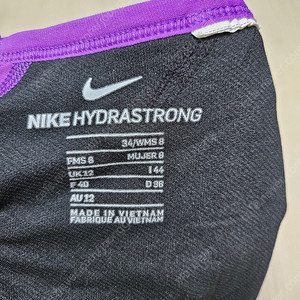 NIKE HYDRASTRONG
34/WMS 8
FMS 8 MUJER 8
UK 12 I 44
F 40 D 38
AU 12
MADE IN VIETNAM
FABRIQUÉ AU VIETNAM